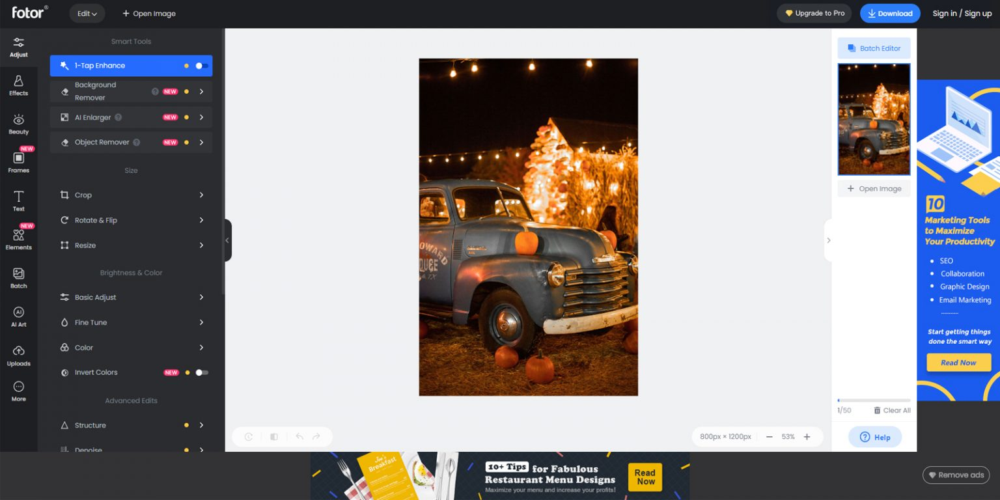 fotor®
Edit
Open Image
Upgrade to Pro
Download
Sign in / Sign up
Adjust
Effects
Beauty
NEW
Frames
Text
NEW
Elements
Batch
AI
AI Art
Uploads
More
Smart Tools
1-Tap Enhance
Background
Remover
? NEW
AI Enlarger ? NEW
Object Remover ? NEW
Size
Crop
Rotate & Flip
Resize
Brightness & Color
Basic Adjust
Fine Tune
Color
Invert Colors NEW
Advanced Edits
Structure
Denoise
OWARD
OUGE
& TX
800px × 1200px
53%
Batch Editor
Open Image
1/50
Clear All
? Help
10
Marketing Tools
to Maximize
Your Productivity
• SEO
• Collaboration
• Graphic Design
• Email Marketing
............
Start getting things
done the smart way
Read Now
Joe's
Breakfast
10+ Tips for Fabulous
Restaurant Menu Designs
Maximize your menu and increase your profits!
Read
Now
Remove ads